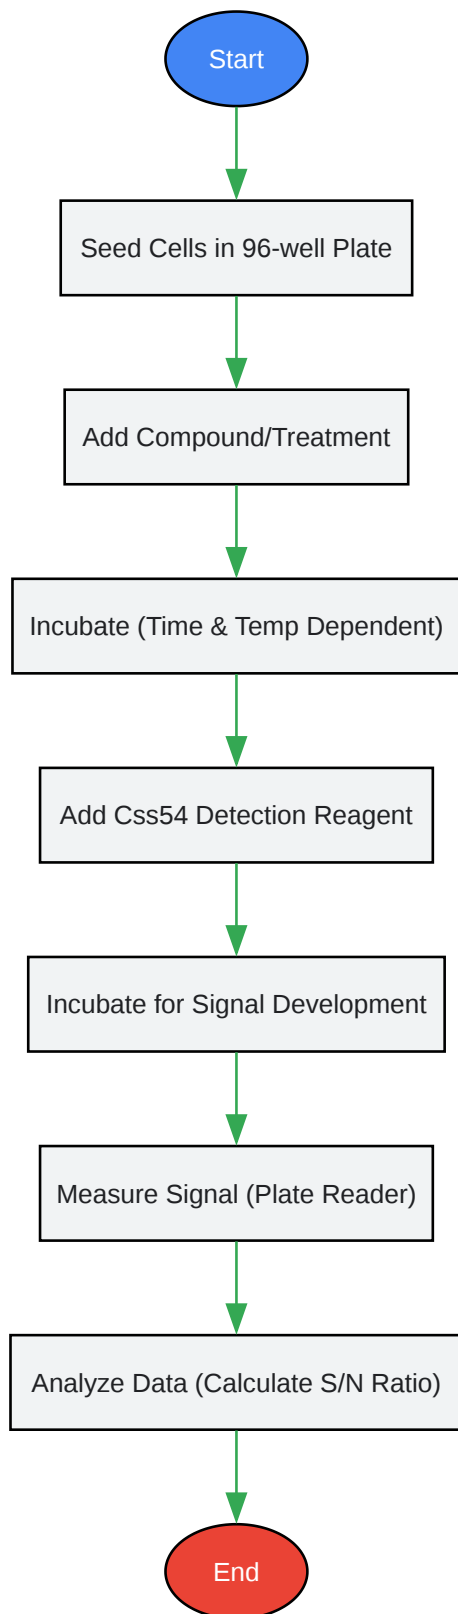 Start
Seed Cells in 96-well Plate
Add Compound/Treatment
Incubate (Time & Temp Dependent)
Add Css54 Detection Reagent
Incubate for Signal Development
Measure Signal (Plate Reader)
Analyze Data (Calculate S/N Ratio)
End